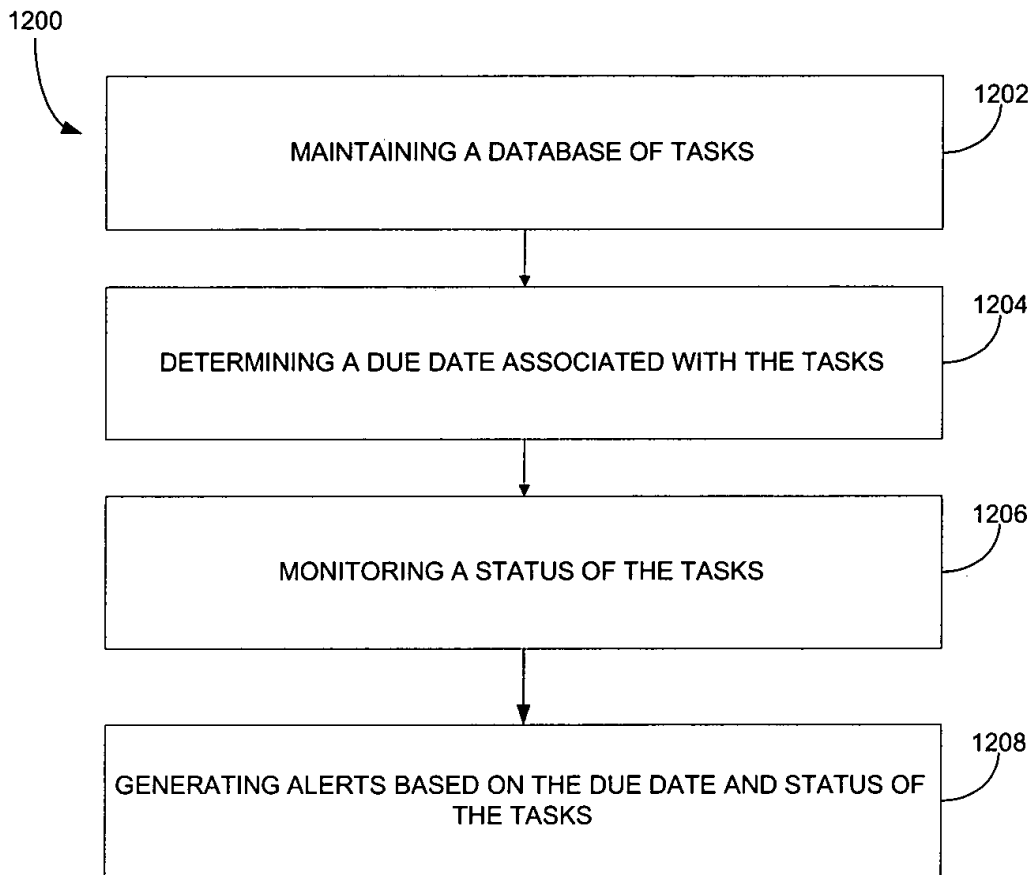 1200
1202
MAINTAINING A DATABASE OF TASKS
1204
DETERMINING A DUE DATE ASSOCIATED WITH THE TASKS
1206
MONITORING A STATUS OF THE TASKS
1208
GENERATING ALERTS BASED ON THE DUE DATE AND STATUS OF
THE TASKS